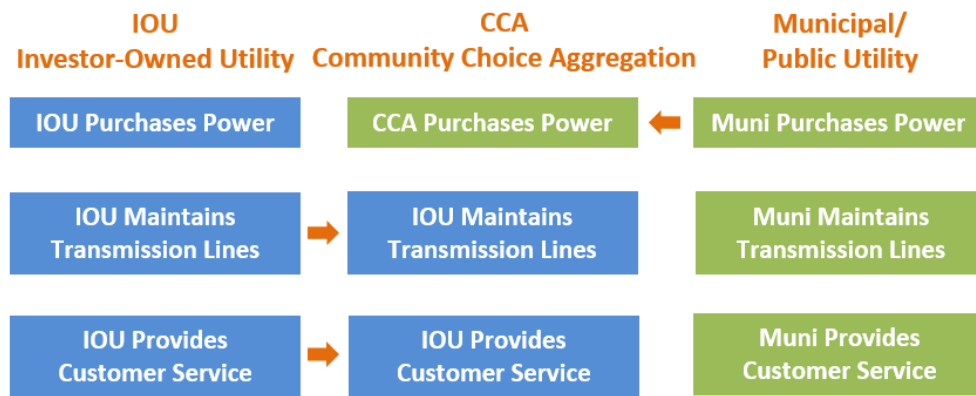 IOU
Investor-Owned Utility
CCA
Community Choice Aggregation
Municipal/
Public Utility
IOU Purchases Power
CCA Purchases Power
Muni Purchases Power
IOU Maintains
Transmission Lines
IOU Maintains
Transmission Lines
Muni Maintains
Transmission Lines
IOU Provides
Customer Service
IOU Provides
Customer Service
Muni Provides
Customer Service